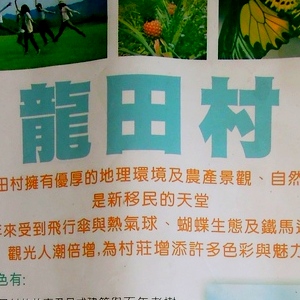 龍田村
田村擁有優厚的地理環境及農產景觀、自然
是新移民的天堂
來受到飛行傘與熱氣球、蝴蝶生態及鐵馬
觀光人潮倍增,為村莊增添許多色彩與魅力
色有: